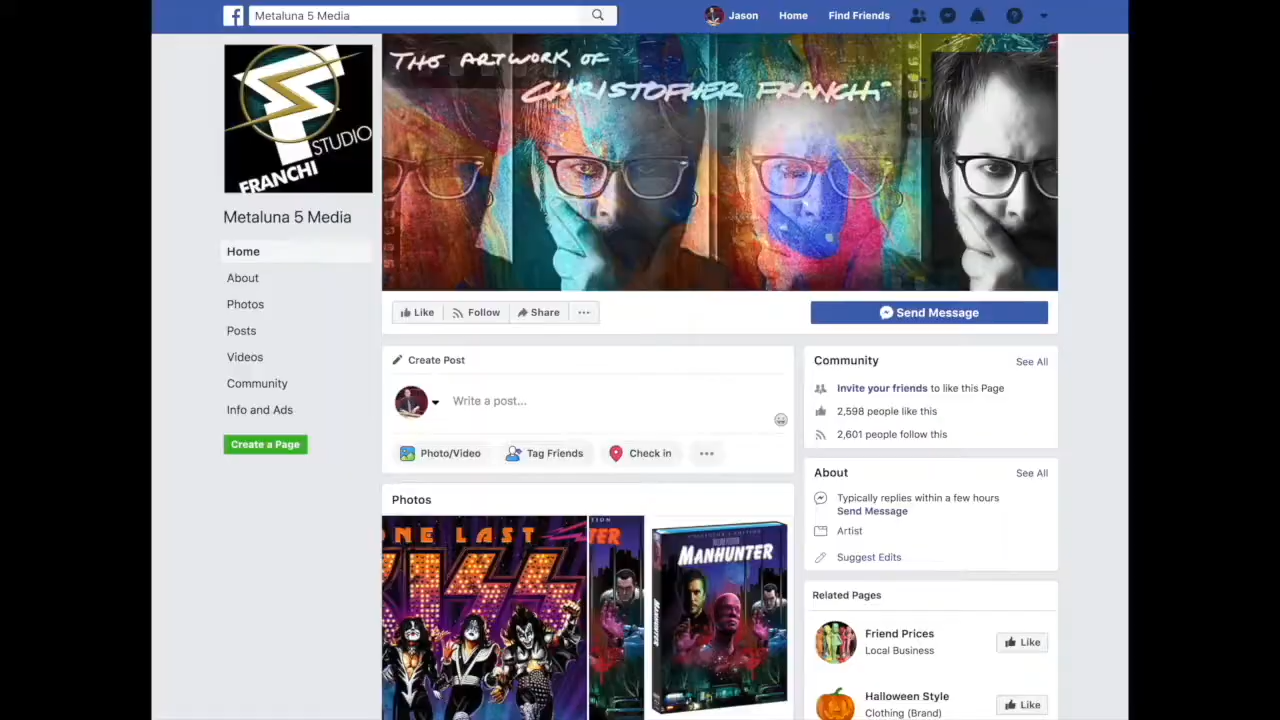 Metaluna 5 Media
Jason
Home
Find Friends
STUDIO
FRANCHI
THE ARTWORK OF
CHRISTOPHER FRANCHI
Metaluna 5 Media
Home
About
Photos
Posts
Videos
Community
Info and Ads
Create a Page
Like
Follow
Share
Send Message
Create Post
Write a post...
Photo/Video
Tag Friends
Check in
Photos
NE LAST
KISS
TION
TER
MANHUNTER
Community
See All
Invite your friends to like this Page
2,598 people like this
2,601 people follow this
About
See All
Typically replies within a few hours
Send Message
Artist
Suggest Edits
Related Pages
Friend Prices
Local Business
Like
Halloween Style
Clothing (Brand)
Like